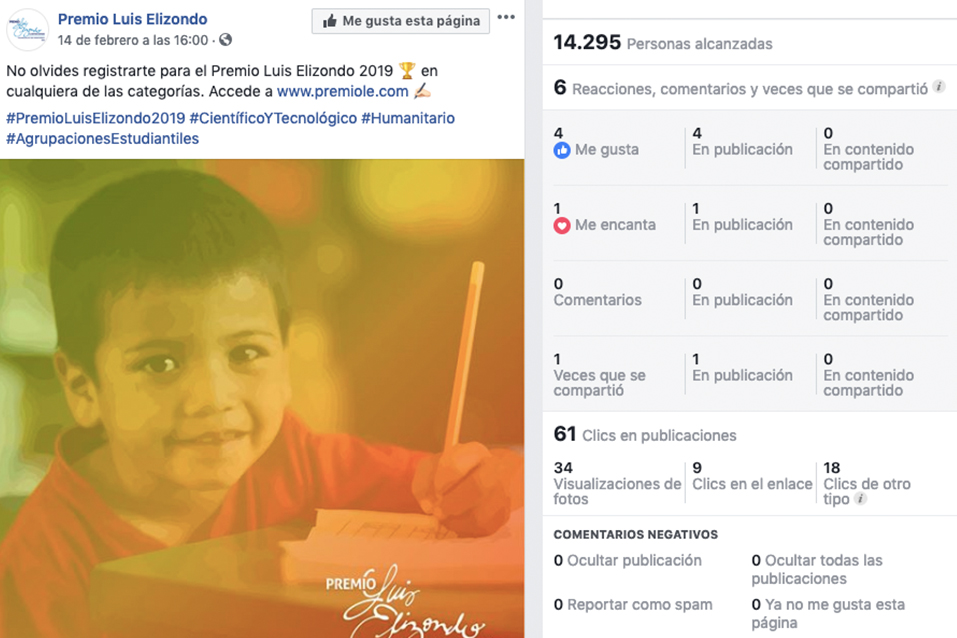 Premio Luis Elizondo
14 de febrero a las 16:00 ·
Me gusta esta página
No olvides registrarte para el Premio Luis Elizondo 2019 🏆 en
cualquiera de las categorías. Accede a www.premiole.com ✍🏻
#PremioLuisElizondo2019 #CientíficoYTecnológico #Humanitario
#AgrupacionesEstudiantiles
PREMIO Luis
Elizondo
14.295 Personas alcanzadas
6 Reacciones, comentarios y veces que se compartió
4 4 0
Me gusta En publicación En contenido
compartido
1 1 0
Me encanta En publicación En contenido
compartido
0 0 0
Comentarios En publicación En contenido
compartido
1 1 0
Veces que se En publicación En contenido
compartió compartido
61 Clics en publicaciones
34 9 18
Visualizaciones de Clics en el enlace Clics de otro
fotos tipo
COMENTARIOS NEGATIVOS
0 Ocultar publicación 0 Ocultar todas las
publicaciones
0 Reportar como spam 0 Ya no me gusta esta
página